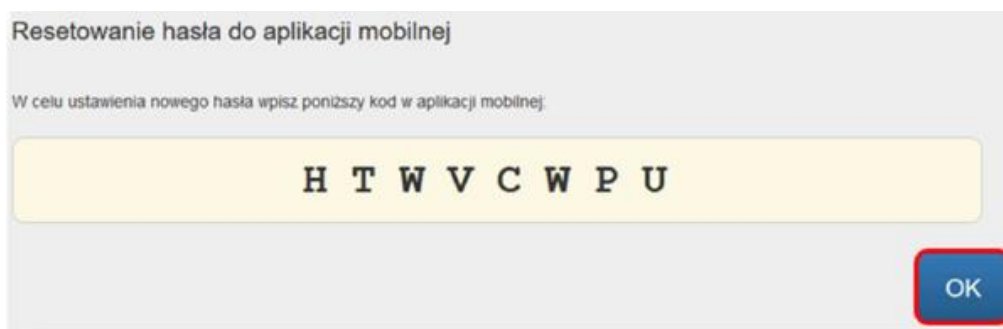 Resetowanie hasła do aplikacji mobilnej
W celu ustawienia nowego hasła wpisz poniższy kod w aplikacji mobilnej:
H T W V C W P U
OK